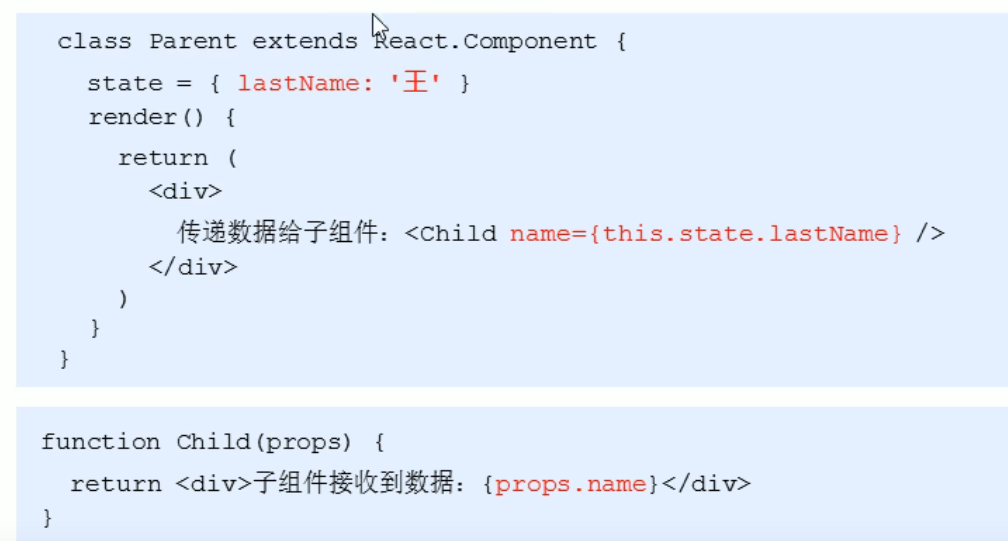 class Parent extends React.Component {
state = { lastName: '王' }
render() {
return (
<div>
传递数据给子组件：<Child name={this.state.lastName} />
</div>
)
}
}
function Child(props) {
return <div>子组件接收到数据：{props.name}</div>
}